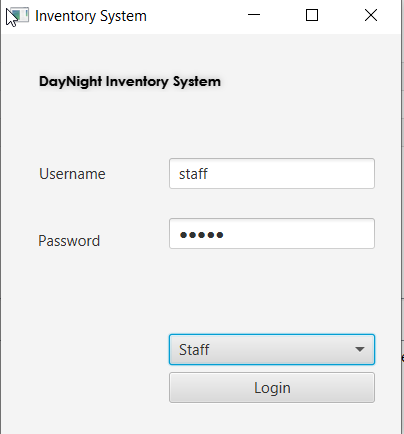 Inventory System
DayNight Inventory System
Username
staff
Password
●●●●●
Staff
Login